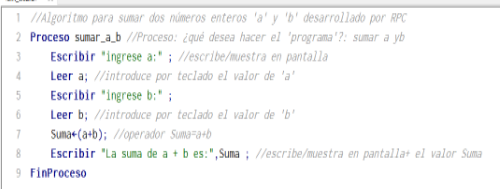 1 //Algoritmo para sumar dos números enteros 'a' y 'b' desarrollado por RPC
2 Proceso sumar_a_b //Proceso: ¿qué desea hacer el 'programa'?: sumar a yb
3 Escribir "ingrese a:" ; //escribe/muestra en pantalla
4 Leer a; //introduce por teclado el valor de 'a'
5 Escribir "ingrese b:" ;
6 Leer b; //introduce por teclado el valor de 'b'
7 Suma←(a+b); //operador Suma=a+b
8 Escribir "La suma de a + b es:",Suma ; //escribe/muestra en pantalla+ el valor Suma
9 FinProceso